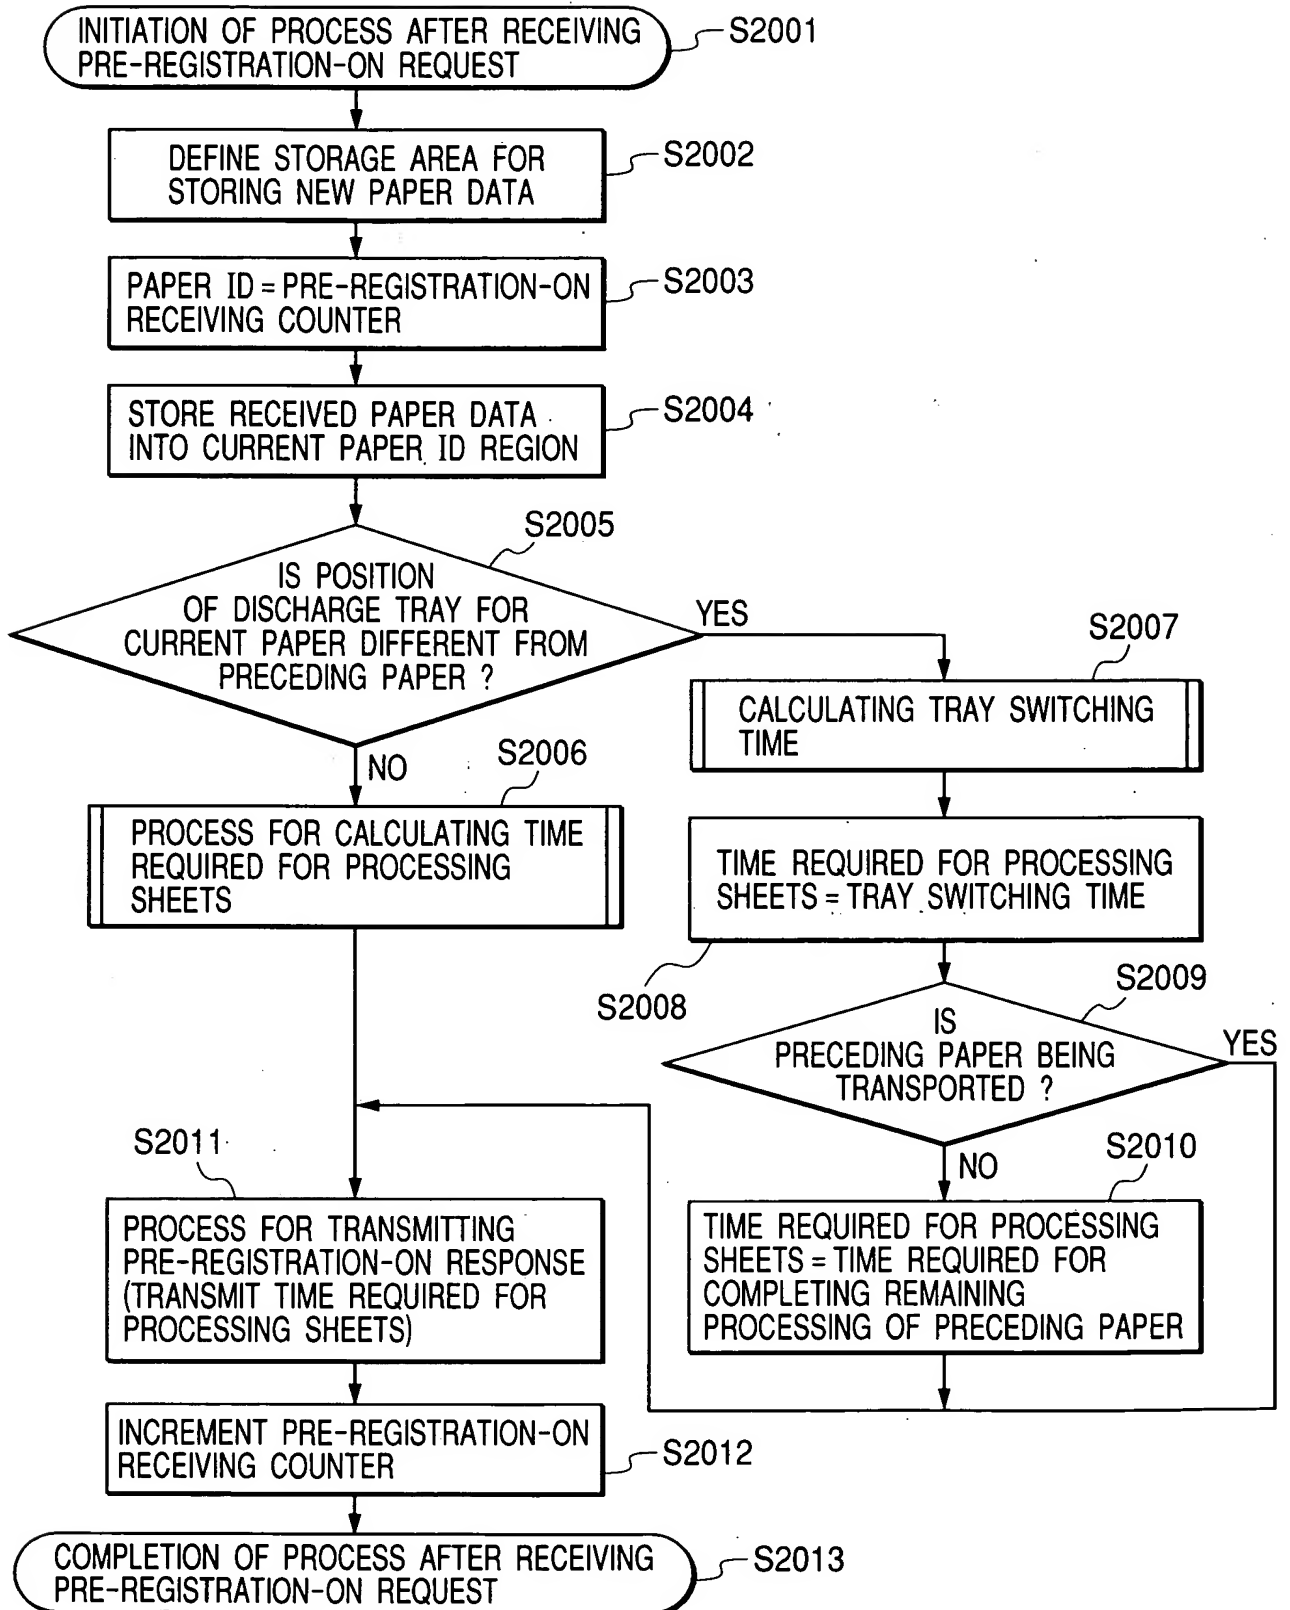 INITIATION OF PROCESS AFTER RECEIVING
PRE-REGISTRATION-ON REQUEST
S2001
DEFINE STORAGE AREA FOR
STORING NEW PAPER DATA
S2002
PAPER ID = PRE-REGISTRATION-ON
RECEIVING COUNTER
S2003
STORE RECEIVED PAPER DATA
INTO CURRENT PAPER ID REGION
S2004
S2005
IS POSITION
OF DISCHARGE TRAY FOR
CURRENT PAPER DIFFERENT FROM
PRECEDING PAPER ?
YES
NO
S2006
PROCESS FOR CALCULATING TIME
REQUIRED FOR PROCESSING
SHEETS
S2007
CALCULATING TRAY SWITCHING
TIME
TIME REQUIRED FOR PROCESSING
SHEETS = TRAY SWITCHING TIME
S2008
S2009
IS
PRECEDING PAPER BEING
TRANSPORTED ?
YES
NO
S2010
TIME REQUIRED FOR PROCESSING
SHEETS = TIME REQUIRED FOR
COMPLETING REMAINING
PROCESSING OF PRECEDING PAPER
S2011
PROCESS FOR TRANSMITTING
PRE-REGISTRATION-ON RESPONSE
(TRANSMIT TIME REQUIRED FOR
PROCESSING SHEETS)
INCREMENT PRE-REGISTRATION-ON
RECEIVING COUNTER
S2012
COMPLETION OF PROCESS AFTER RECEIVING
PRE-REGISTRATION-ON REQUEST
S2013